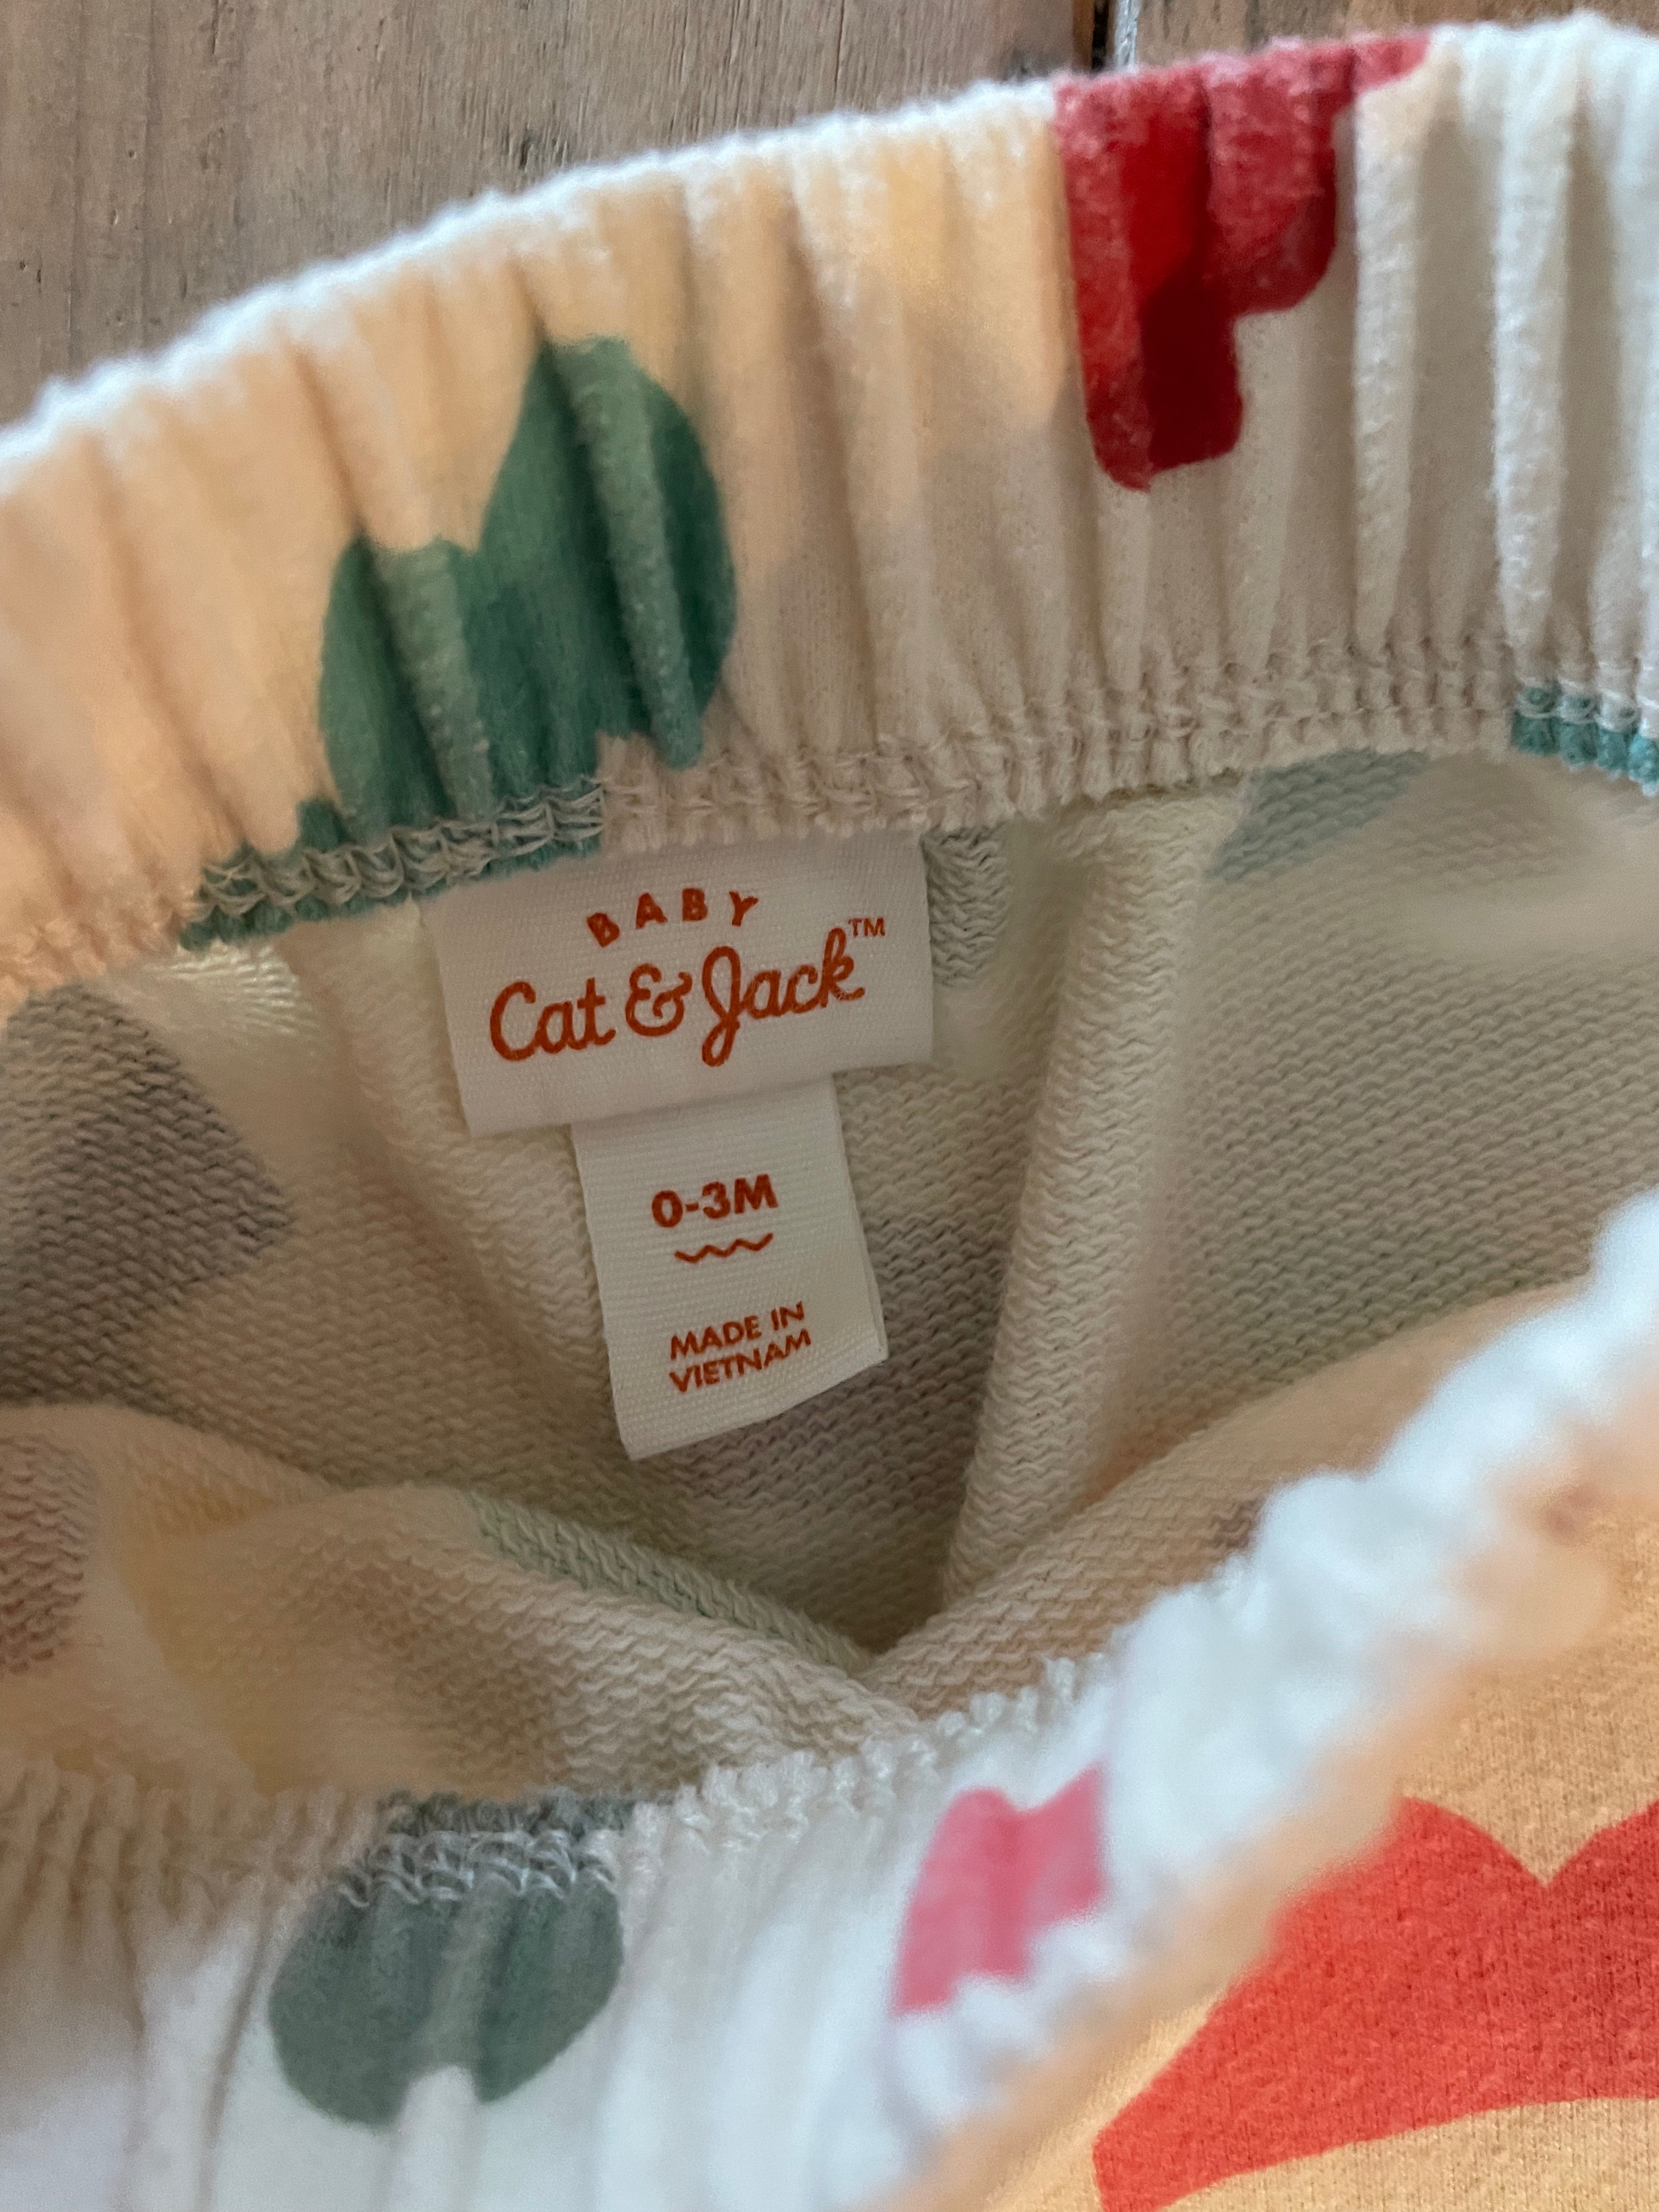 BABY
Cat & Jack™
0-3M
MADE IN
VIETNAM